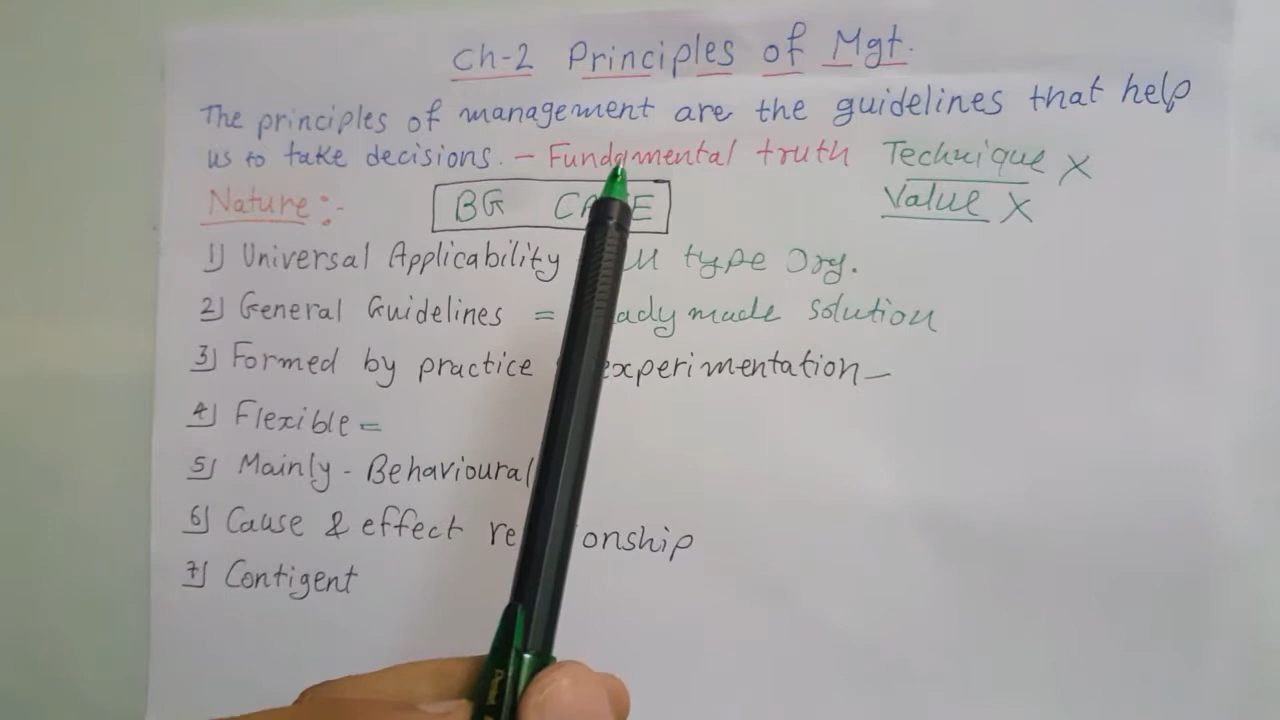 Ch-2 Principles of Mgt.
The principles of management are the guidelines that help
us to take decisions. - Fundamental truth Technique X
Nature :- BG Value X
1) Universal Applicability type Org.
2) General Guidelines = made solution
3) Formed by practice experimentation -
4) Flexible =
5) Mainly - Behavioural
6) Cause & effect
7) Contigent